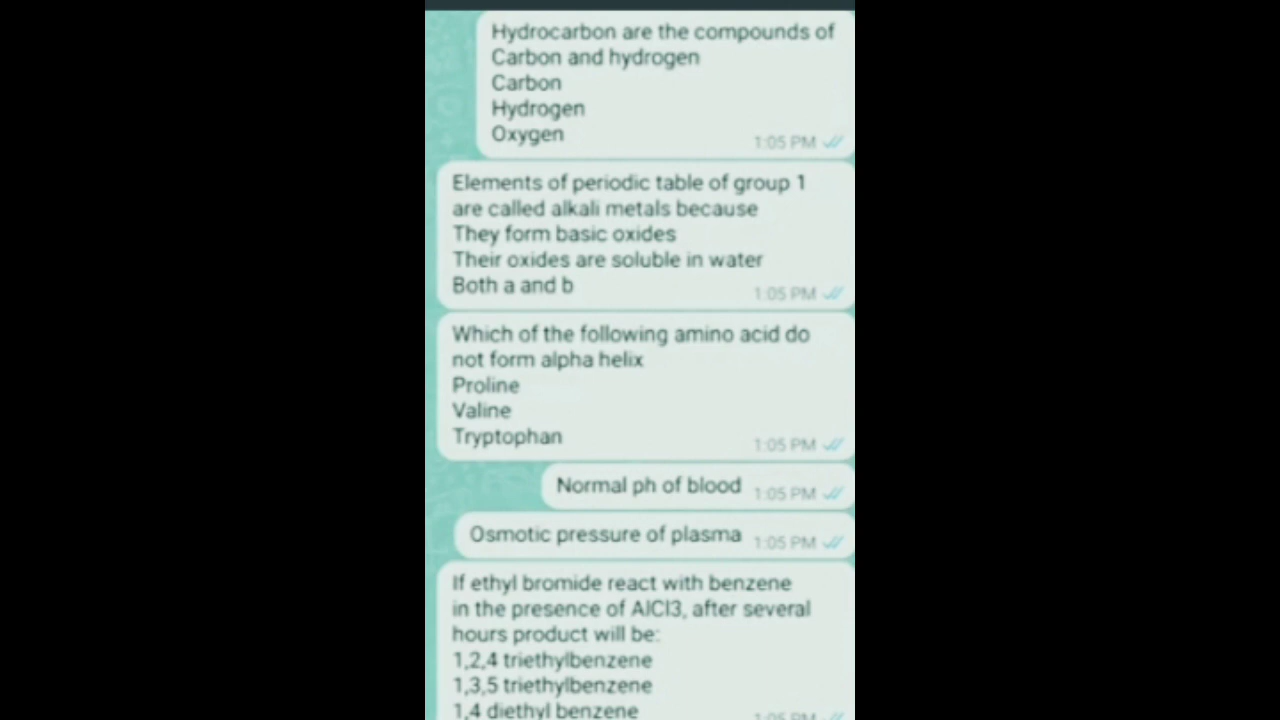 Hydrocarbon are the compounds of
Carbon and hydrogen
Carbon
Hydrogen
Oxygen
1:05 PM
Elements of periodic table of group 1
are called alkali metals because
They form basic oxides
Their oxides are soluble in water
Both a and b
1:05 PM
Which of the following amino acid do
not form alpha helix
Proline
Valine
Tryptophan
1:05 PM
Normal ph of blood 1:05 PM
Osmotic pressure of plasma 1:05 PM
If ethyl bromide react with benzene
in the presence of AlCl3, after several
hours product will be:
1,2,4 triethylbenzene
1,3,5 triethylbenzene
1,4 diethyl benzene
1:05 PM